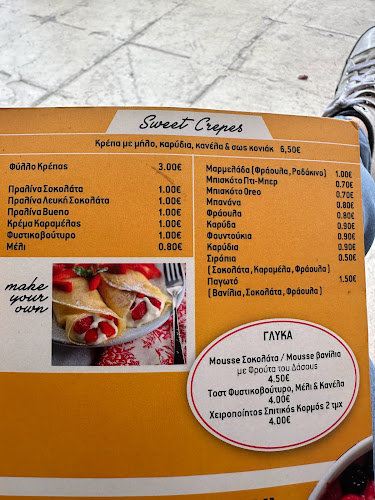 Sweet Crepes
Κρέπα με μήλο, καρύδια, κανέλα & σως κονιάκ 6,50€
Φύλλο Κρέπας 3.00€
Πραλίνα Σοκολάτα 1.00€
Πραλίνα Λευκή Σοκολάτα 1.00€
Πραλίνα Bueno 1.00€
Κρέμα Καραμέλας 1.00€
Φυστικοβούτυρο 1.00€
Μέλι 0.80€
make
your
own
Μαρμελάδα (Φράουλα, Ροδάκινο) 1.00€
Μπισκότο Πτι-Μπερ 0.70€
Μπισκότο Oreo 0.70€
Μπανάνα 0.80€
Φράουλα 0.80€
Καρύδα 0.90€
Φουντούκια 0.90€
Καρύδια 0.90€
Σιρόπια 0.50€
(Σοκολάτα, Καραμέλα, Φράουλα)
Παγωτό 1.50€
(Βανίλια, Σοκολάτα, Φράουλα)
ΓΛΥΚΑ
Mousse Σοκολάτα / Mousse βανίλια
με Φρούτα του Δάσους
4.50€
Τοστ Φυστικοβούτυρο, Μέλι & Κανέλα
4.00€
Χειροποίητος Σπιτικός Κορμός 2 τμχ
4.00€